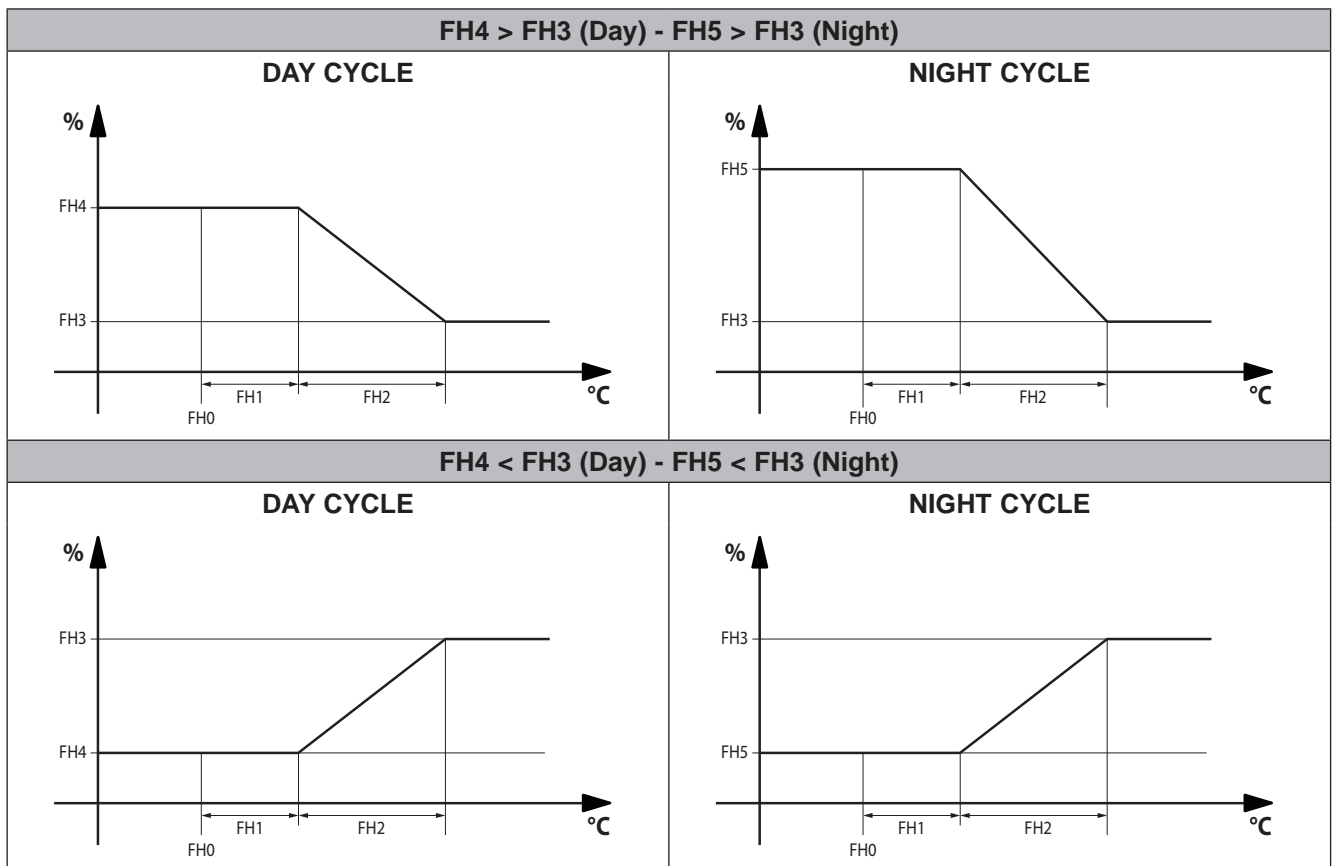 FH4 > FH3 (Day) - FH5 > FH3 (Night)
DAY CYCLE
%
FH4
FH3
FH1
FH2
°C
FH0
NIGHT CYCLE
%
FH5
FH3
FH1
FH2
°C
FH0
FH4 < FH3 (Day) - FH5 < FH3 (Night)
DAY CYCLE
%
FH3
FH4
FH1
FH2
°C
FH0
NIGHT CYCLE
%
FH3
FH5
FH1
FH2
°C
FH0